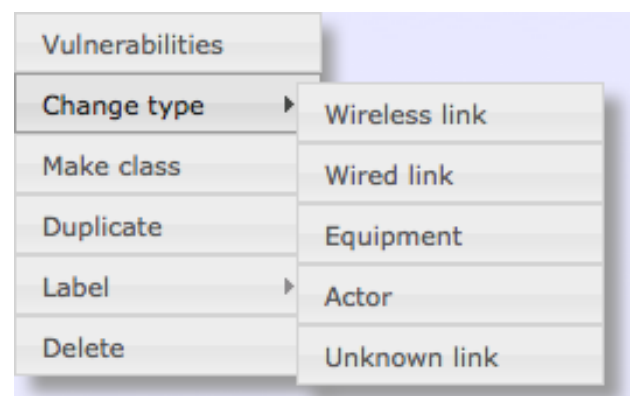 Vulnerabilities
Change type
Make class
Duplicate
Label
Delete
Wireless link
Wired link
Equipment
Actor
Unknown link